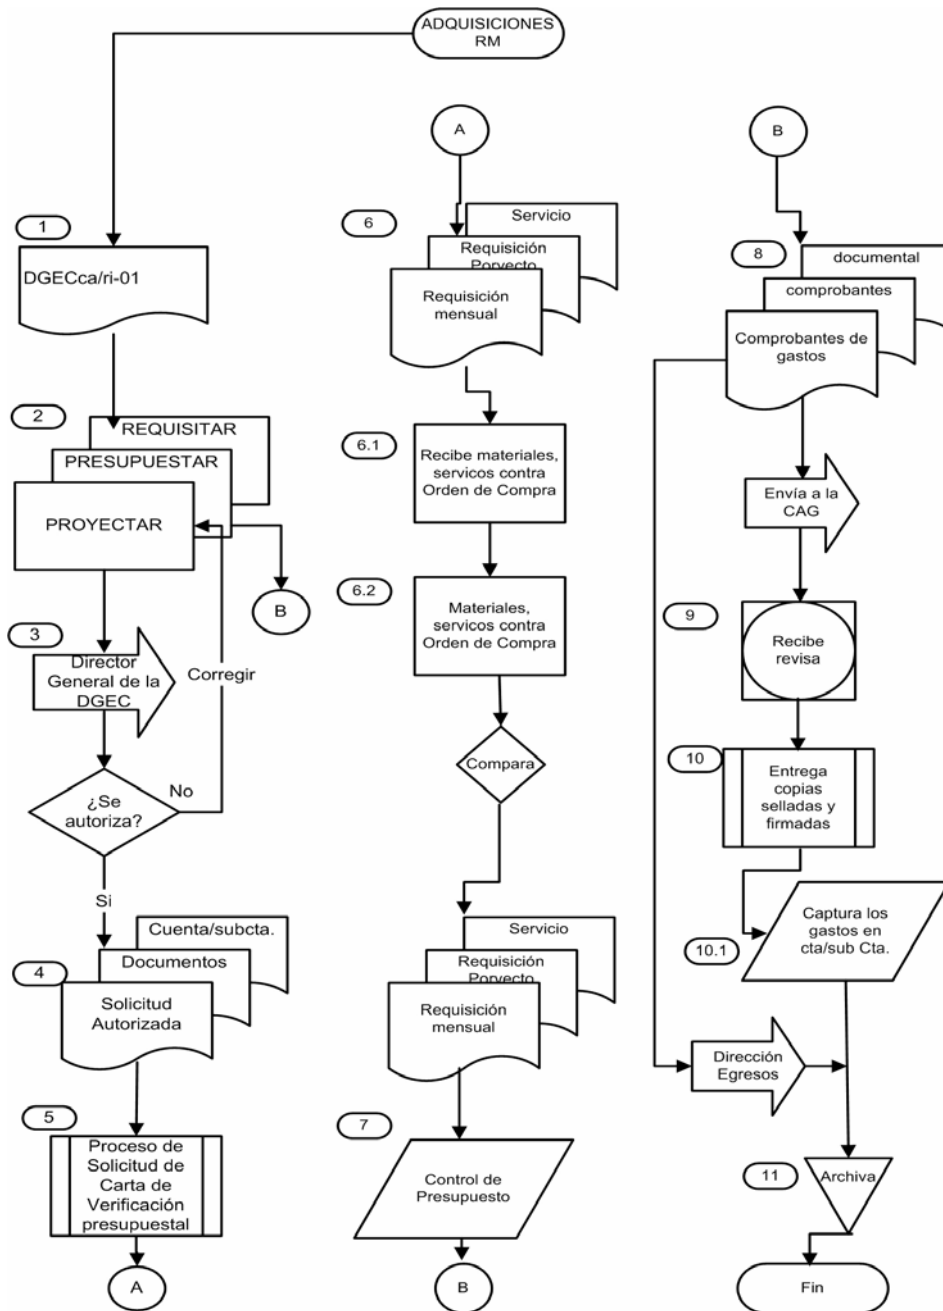 ADQUISICIONES
RM
1
DGECca/ri-01
2
REQUISITAR
PRESUPUESTAR
PROYECTAR
B
3
Director
General de la
DGEC
Corregir
¿Se
autoriza?
No
Si
Cuenta/subcta.
Documentos
4
Solicitud
Autorizada
5
Proceso de
Solicitud de
Carta de
Verificación
presupuestal
A
A
6
Servicio
Requisición
Porvecto
Requisición
mensual
6.1
Recibe materiales,
servicos contra
Orden de Compra
6.2
Materiales,
servicos contra
Orden de Compra
Compara
Servicio
Requisición
Porvecto
Requisición
mensual
7
Control de
Presupuesto
B
B
8
documental
comprobantes
Comprobantes de
gastos
Envía a la
CAG
9
Recibe
revisa
10
Entrega
copias
selladas y
firmadas
10.1
Captura los
gastos en
cta/sub Cta.
Dirección
Egresos
11
Archiva
Fin